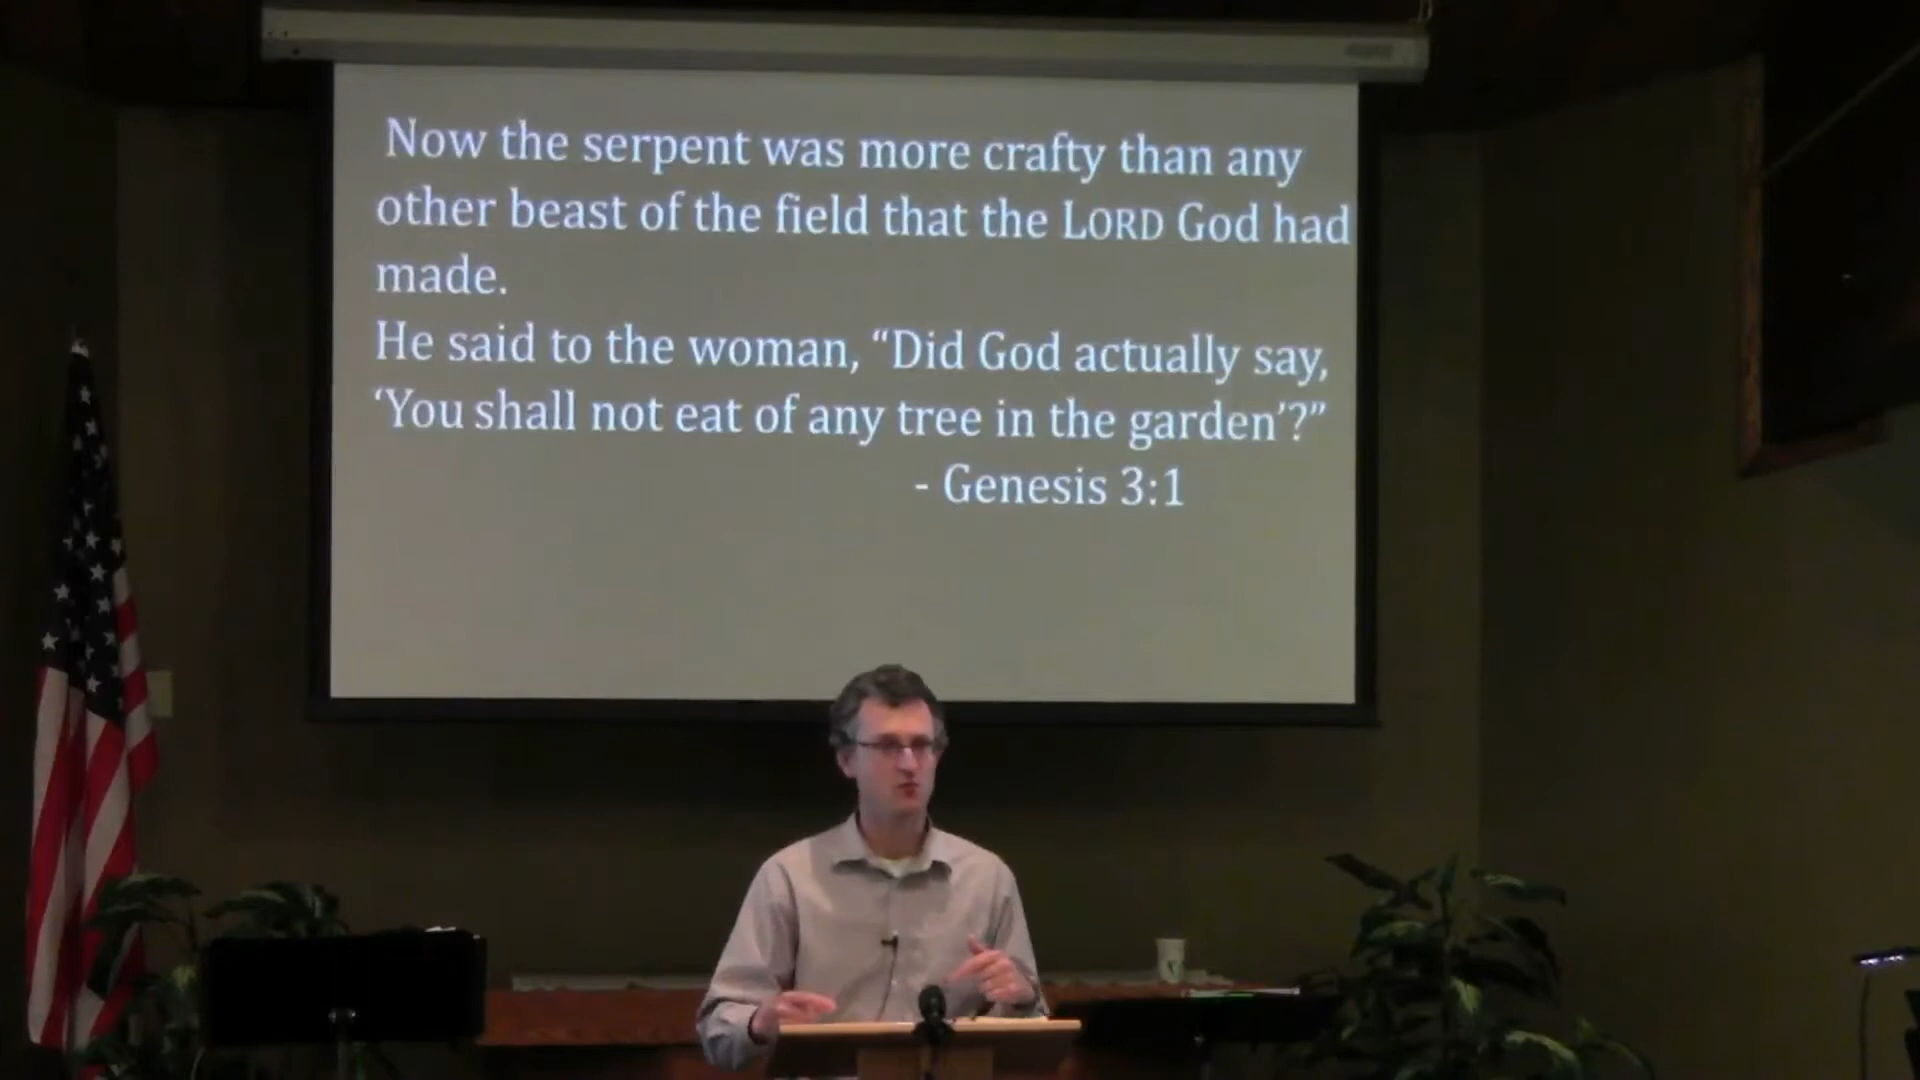 Now the serpent was more crafty than any
other beast of the field that the LORD God had
made.
He said to the woman, “Did God actually say,
‘You shall not eat of any tree in the garden’?”
- Genesis 3:1